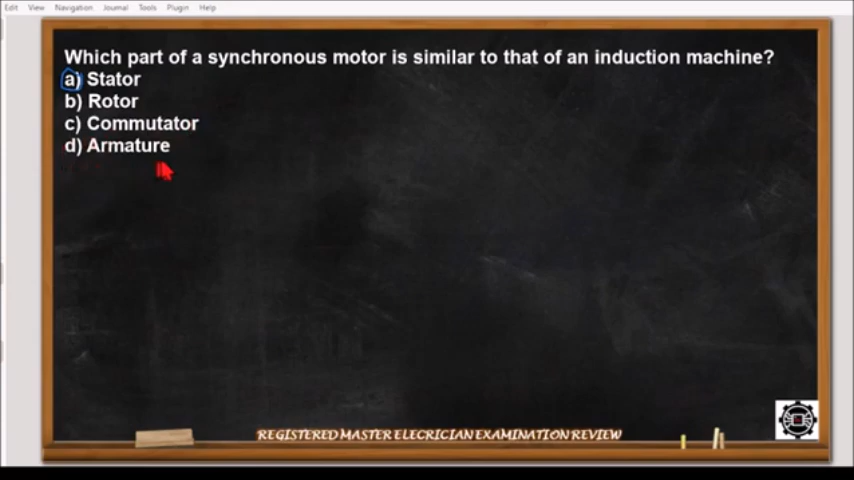 Edit View Navigation Journal Tools Plugin Help
Which part of a synchronous motor is similar to that of an induction machine?
a) Stator
b) Rotor
c) Commutator
d) Armature
REGISTERED MASTER ELECRICIAN EXAMINATION REVIEW